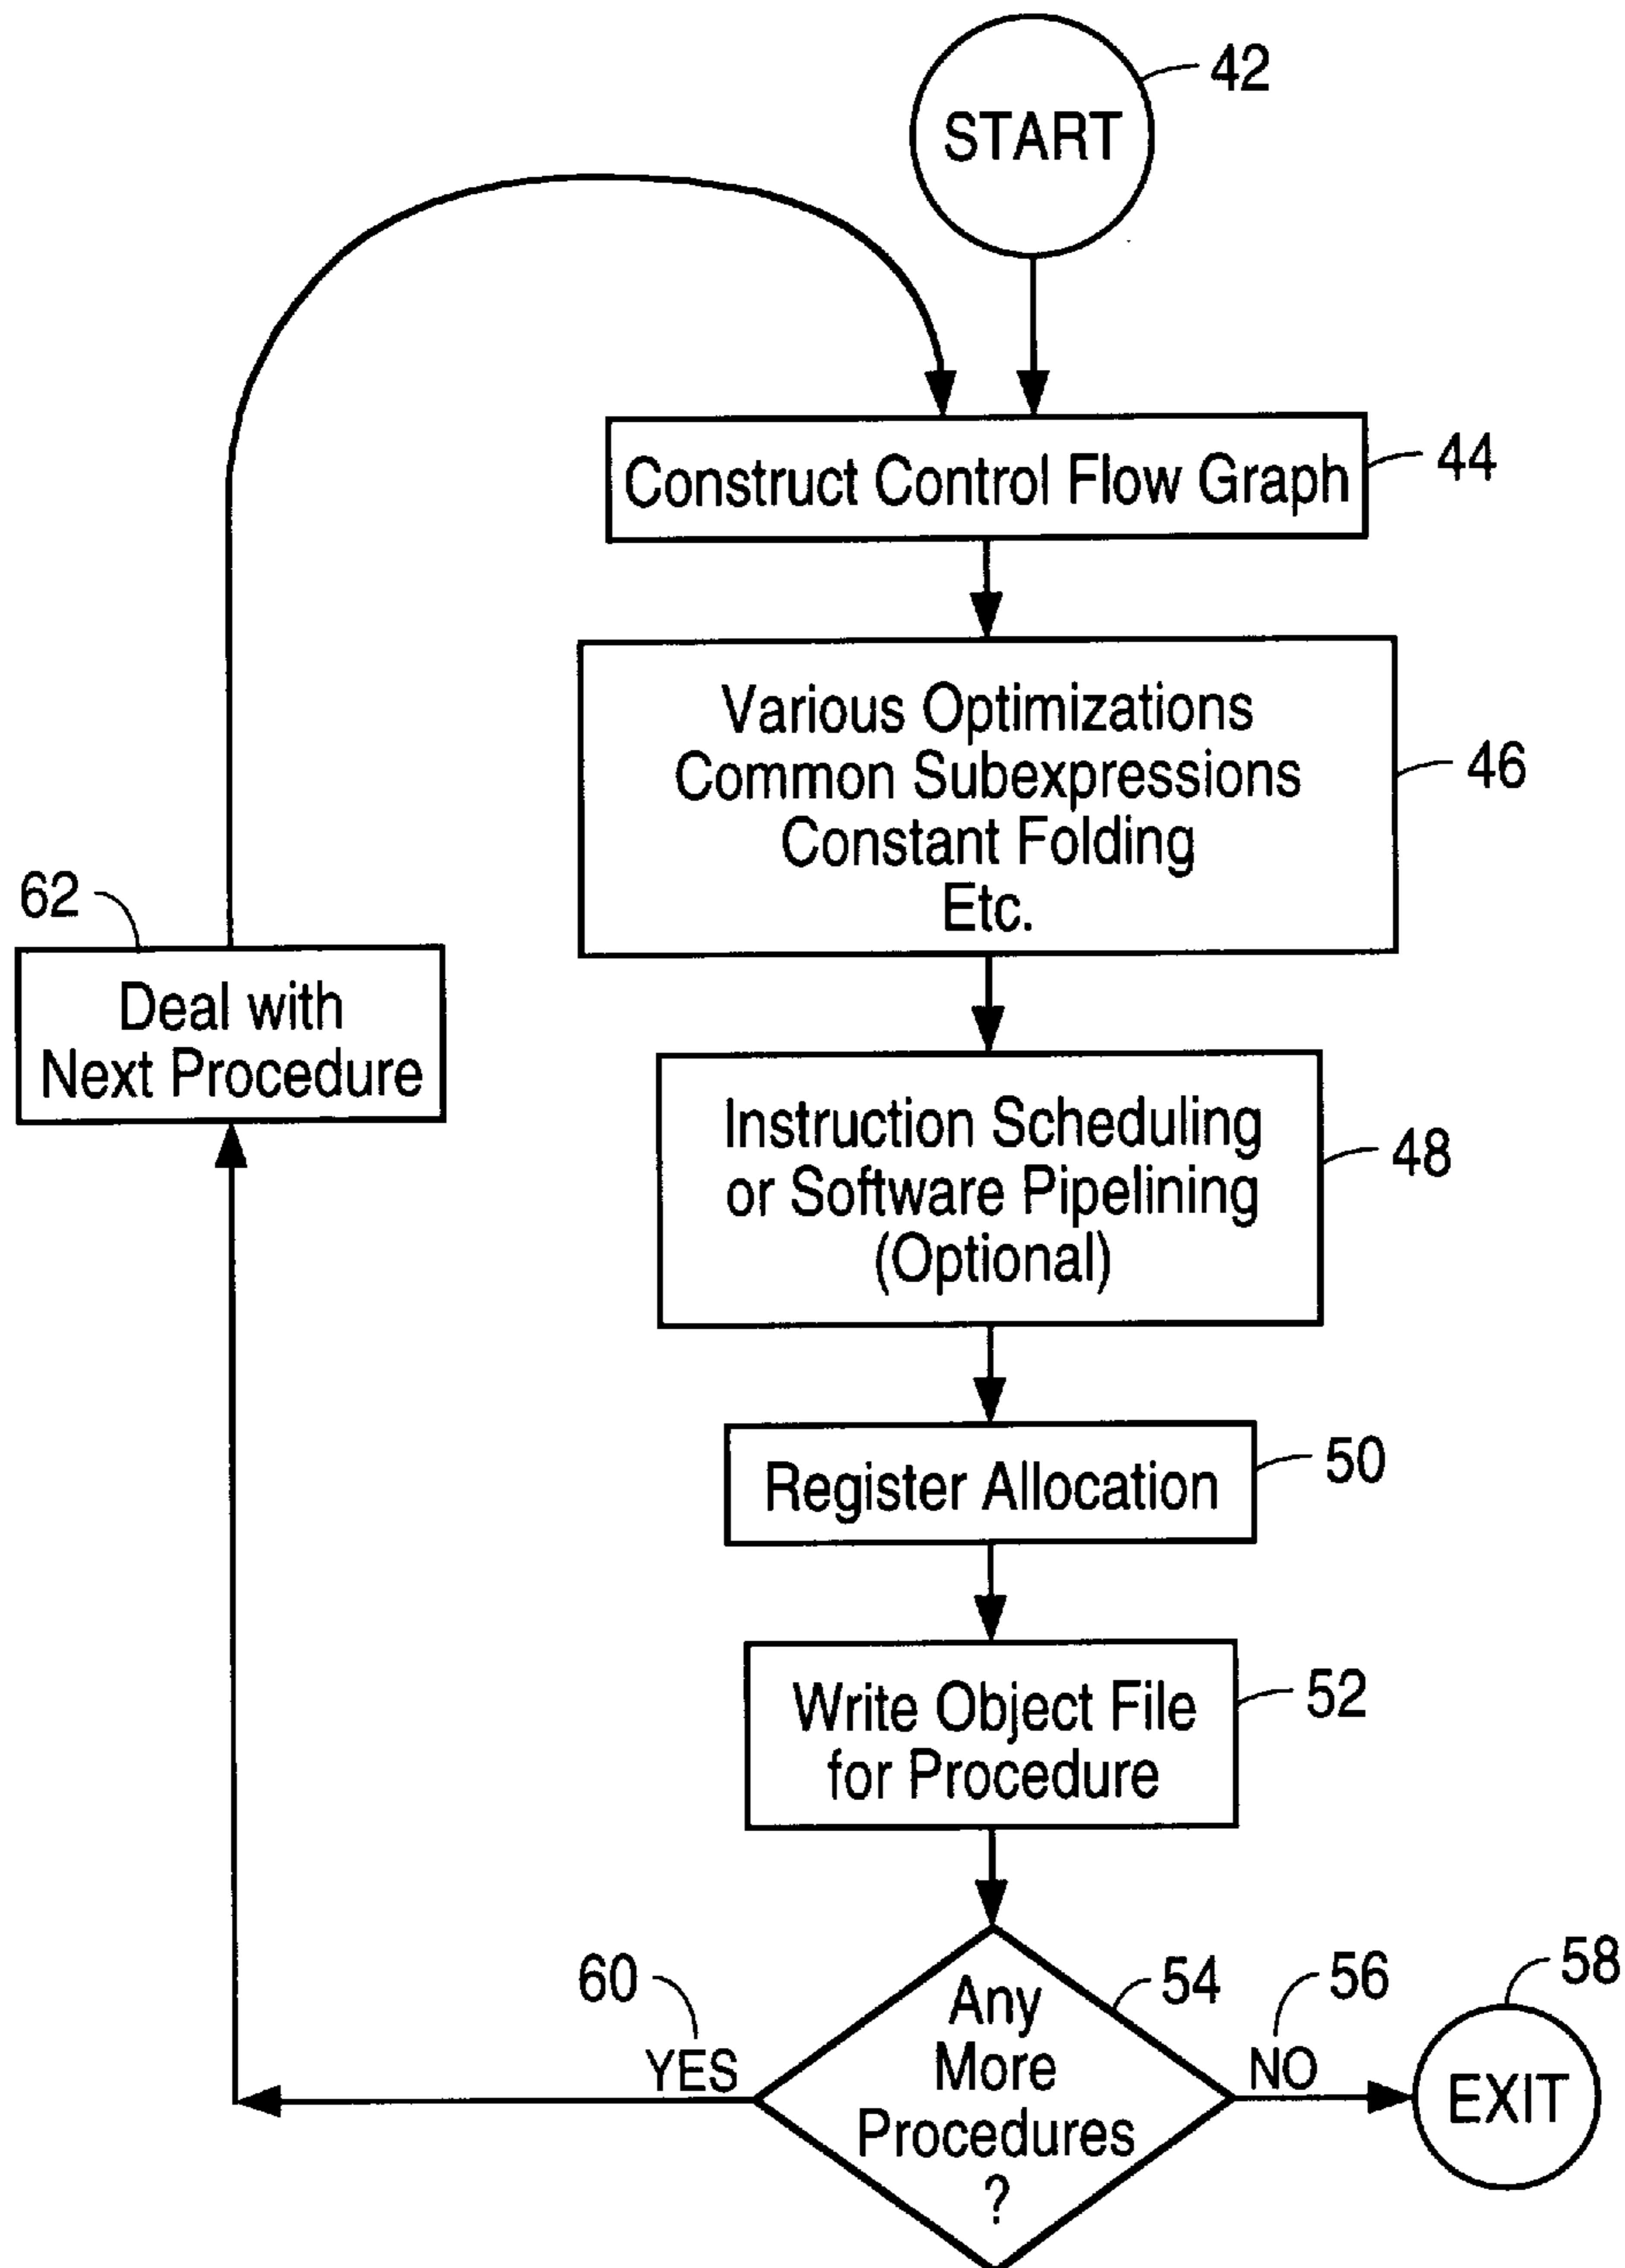 42
START
44
Construct Control Flow Graph
Various Optimizations
Common Subexpressions
Constant Folding
Etc.
46
62
Deal with
Next Procedure
Instruction Scheduling
or Software Pipelining
(Optional)
48
Register Allocation
50
Write Object File
for Procedure
52
60
YES
Any
More
Procedures
?
54
56
NO
58
EXIT